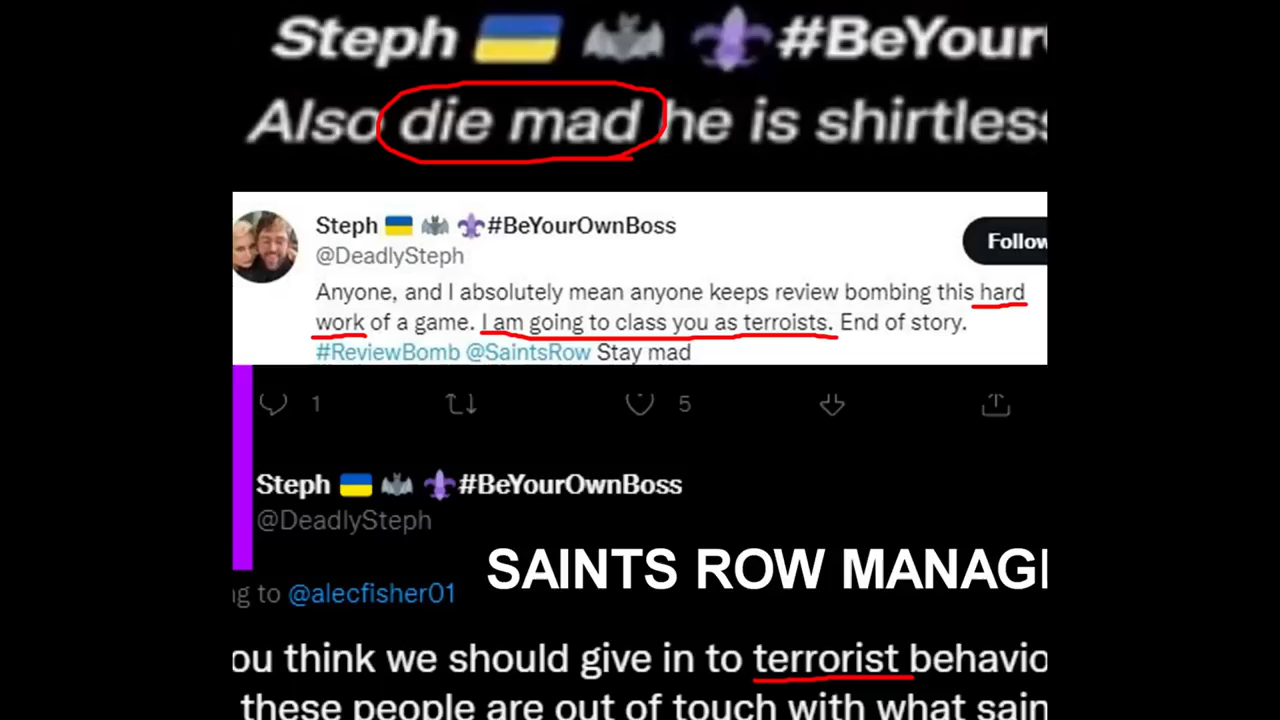 Steph 🇺🇦 🦇 ⚜️ #BeYour
Also die mad he is shirtless
Steph 🇺🇦 🦇 ⚜️#BeYourOwnBoss
@DeadlySteph
Follow
Anyone, and I absolutely mean anyone keeps review bombing this hard
work of a game. I am going to class you as terroists. End of story.
#ReviewBomb @SaintsRow Stay mad
1 5
Steph 🇺🇦 🦇 ⚜️#BeYourOwnBoss
@DeadlySteph
SAINTS ROW MANAG
ng to @alecfisher01
ou think we should give in to terrorist behavio
these people are out of touch with what sain